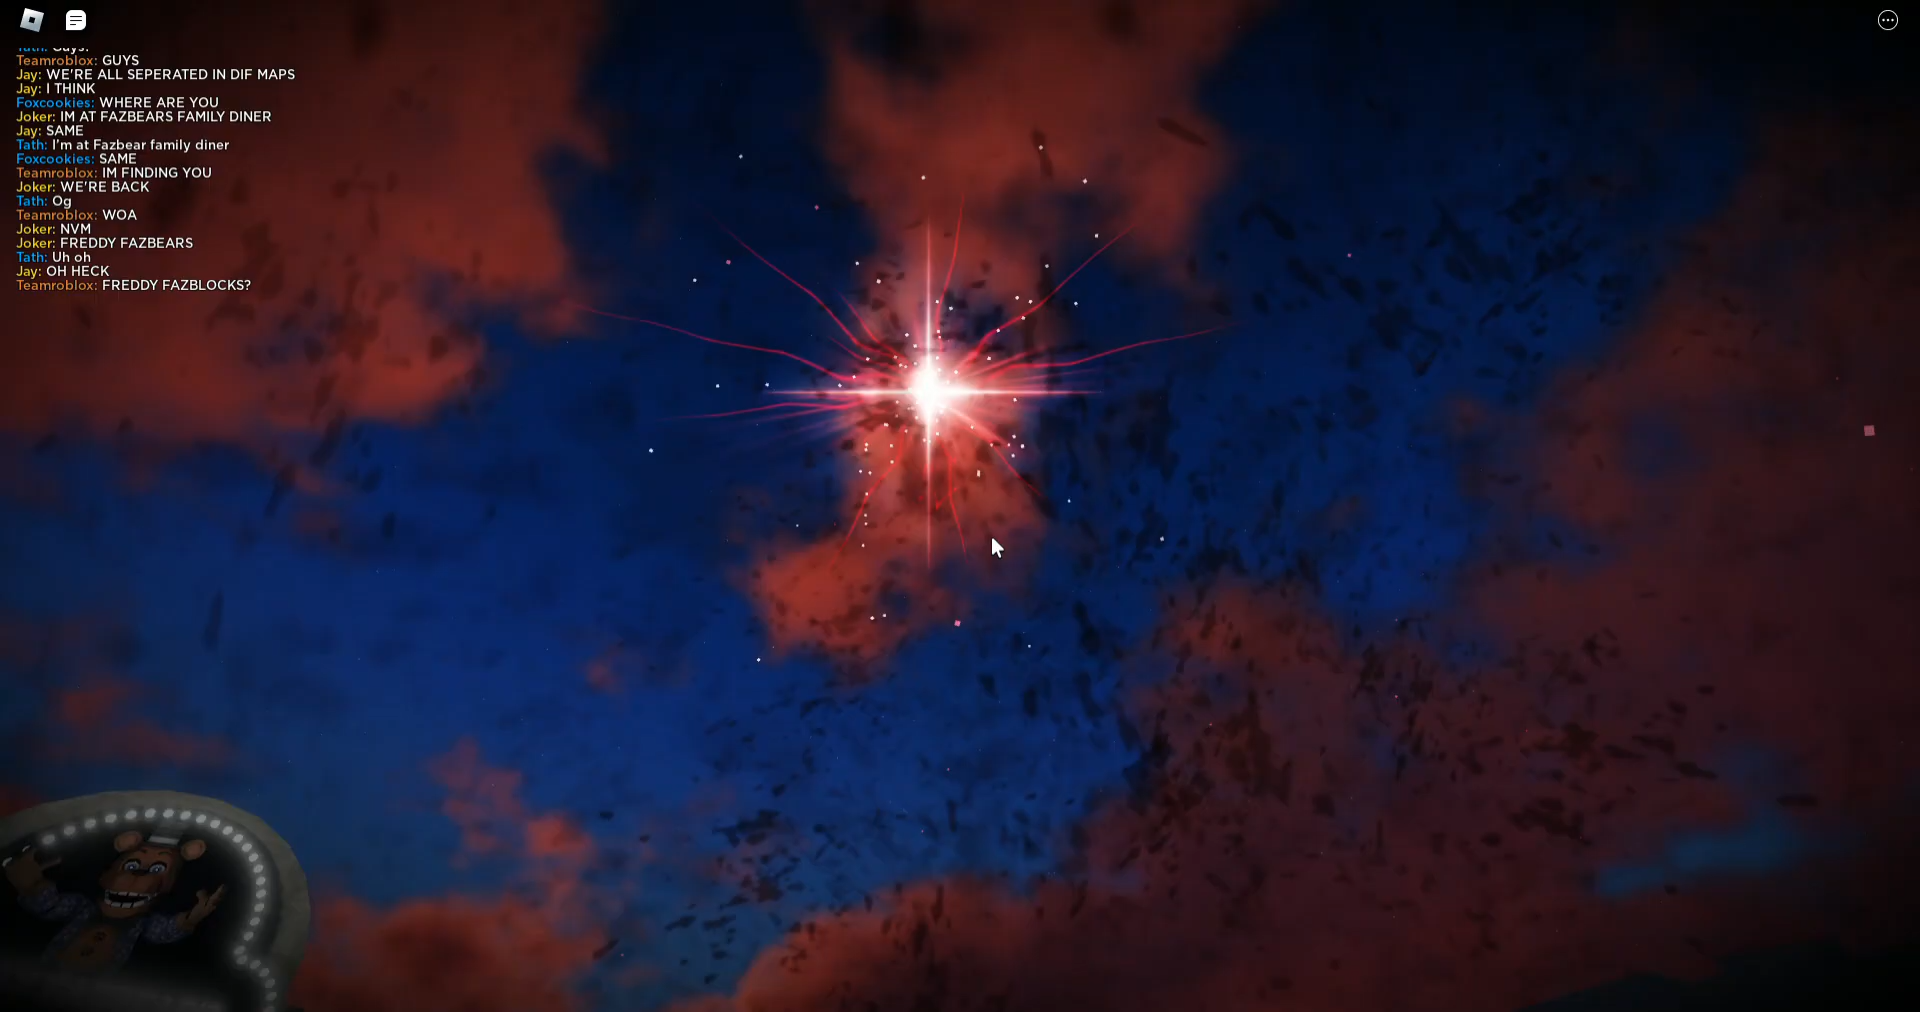 Tath: Guys!
Teamroblox: GUYS
Jay: WE'RE ALL SEPERATED IN DIF MAPS
Jay: I THINK
Foxcookies: WHERE ARE YOU
Joker: IM AT FAZBEARS FAMILY DINER
Jay: SAME
Tath: I'm at Fazbear family diner
Foxcookies: SAME
Teamroblox: IM FINDING YOU
Joker: WE'RE BACK
Tath: Og
Teamroblox: WOA
Joker: NVM
Joker: FREDDY FAZBEARS
Tath: Uh oh
Jay: OH HECK
Teamroblox: FREDDY FAZBLOCKS?